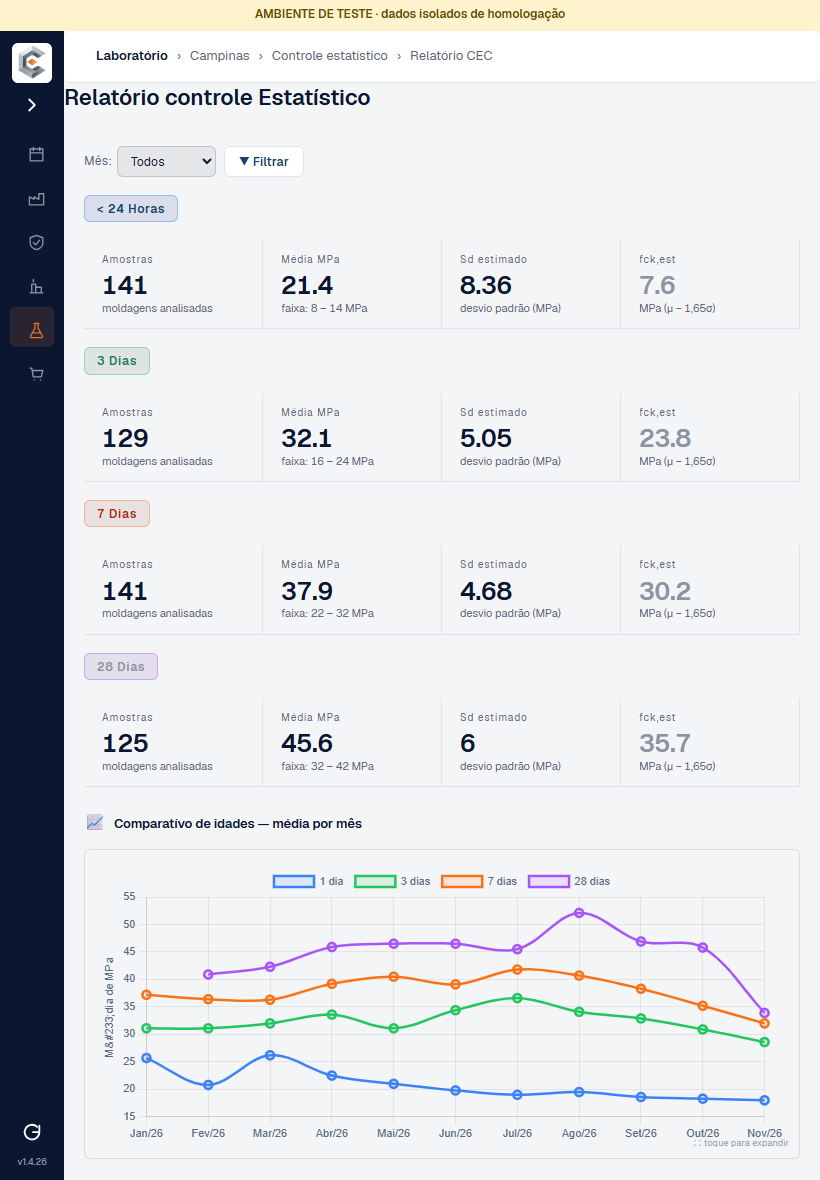 AMBIENTE DE TESTE · dados isolados de homologação
Laboratório › Campinas › Controle estatístico › Relatório CEC
Relatório controle Estatístico
Mês: Todos ▼ Filtrar
< 24 Horas
Amostras Média MPa Sd estimado fck,est
141 21.4 8.36 7.6
moldagens analisadas faixa: 8 – 14 MPa desvio padrão (MPa) MPa (μ – 1,65σ)
3 Dias
Amostras Média MPa Sd estimado fck,est
129 32.1 5.05 23.8
moldagens analisadas faixa: 16 – 24 MPa desvio padrão (MPa) MPa (μ – 1,65σ)
7 Dias
Amostras Média MPa Sd estimado fck,est
141 37.9 4.68 30.2
moldagens analisadas faixa: 22 – 32 MPa desvio padrão (MPa) MPa (μ – 1,65σ)
28 Dias
Amostras Média MPa Sd estimado fck,est
125 45.6 6 35.7
moldagens analisadas faixa: 32 – 42 MPa desvio padrão (MPa) MPa (μ – 1,65σ)
Comparativo de idades — média por mês
1 dia 3 dias 7 dias 28 dias
M&#233;dia de MPa
55
50
45
40
35
30
25
20
15
Jan/26 Fev/26 Mar/26 Abr/26 Mai/26 Jun/26 Jul/26 Ago/26 Set/26 Out/26 Nov/26
toque para expandir
v1.4.26